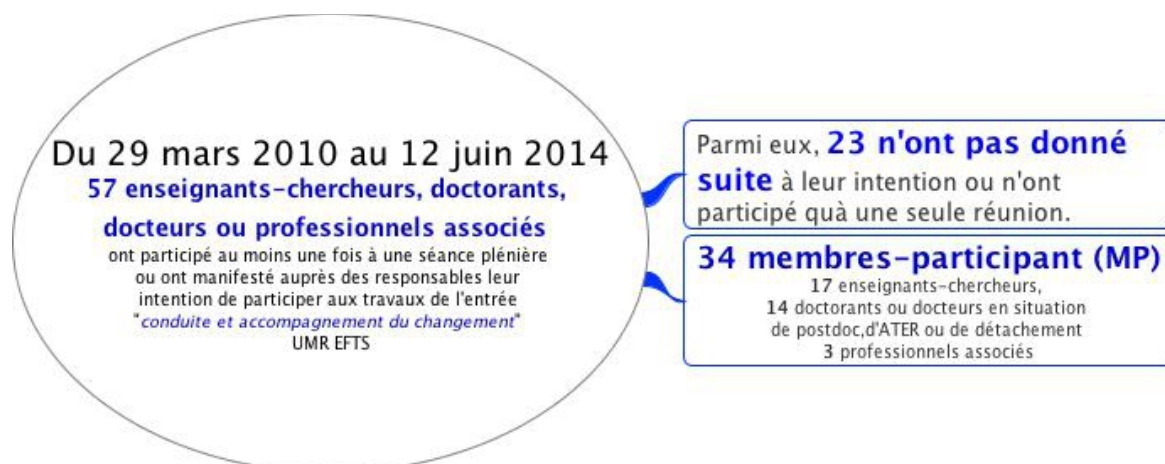 Du 29 mars 2010 au 12 juin 2014
57 enseignants-chercheurs, doctorants,
docteurs ou professionnels associés
ont participé au moins une fois à une séance plénière
ou ont manifesté auprès des responsables leur
intention de participer aux travaux de l'entrée
"conduite et accompagnement du changement"
UMR EFTS
Parmi eux, 23 n'ont pas donné
suite à leur intention ou n'ont
participé quà une seule réunion.
34 membres-participant (MP)
17 enseignants-chercheurs,
14 doctorants ou docteurs en situation
de postdoc,d'ATER ou de détachement
3 professionnels associés